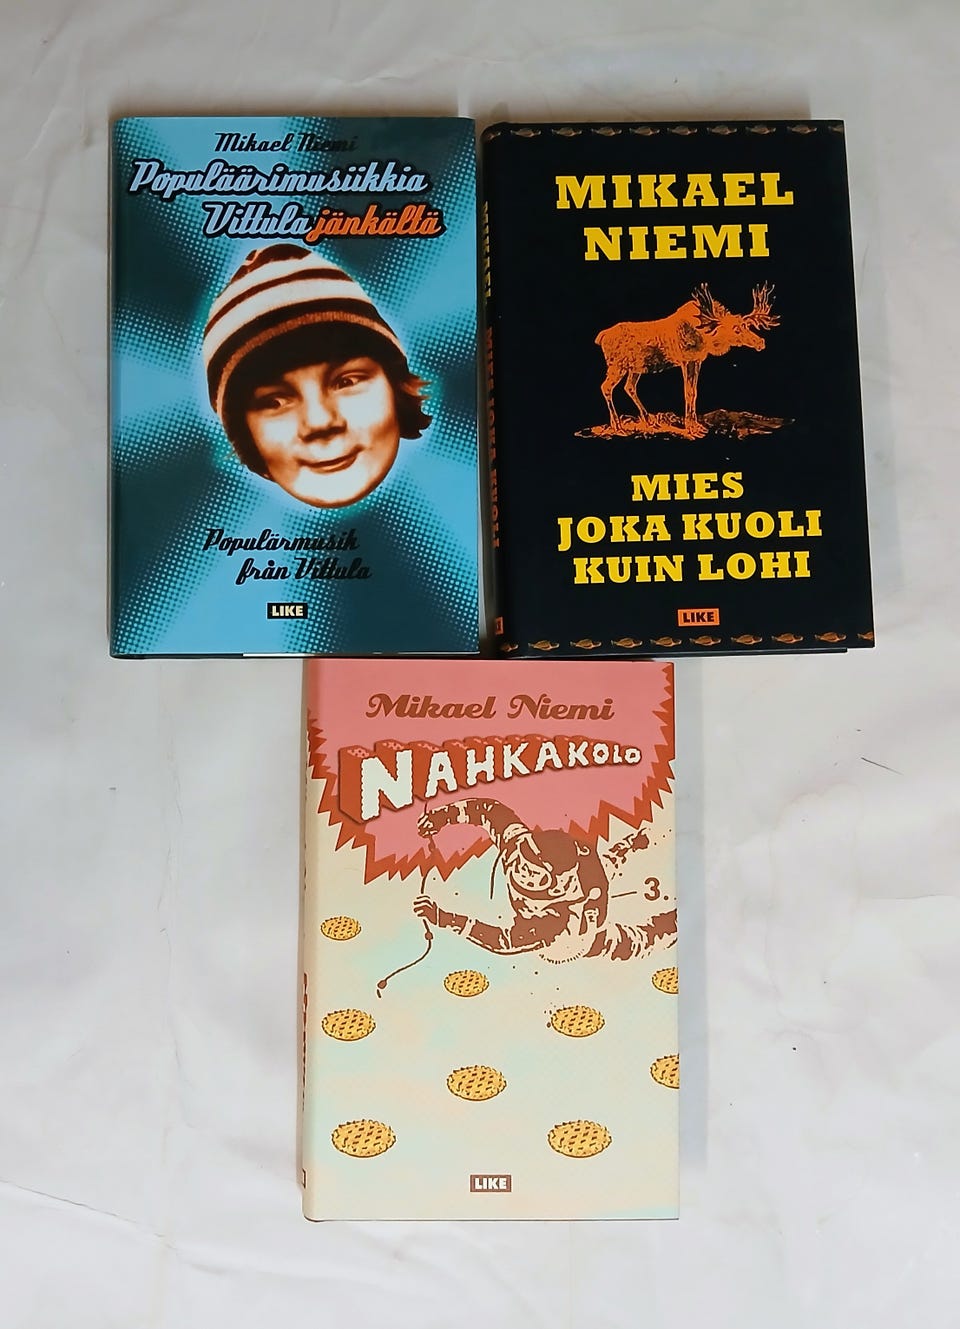 Mikael Niemi
Populäärimusiikkia
Vittulajänkältä
Populärmusik
från Vittula
LIKE
MIKAEL
NIEMI
MIES
JOKA KUOLI
KUIN LOHI
LIKE
Mikael Niemi
NAHKAKOLO
3.
LIKE